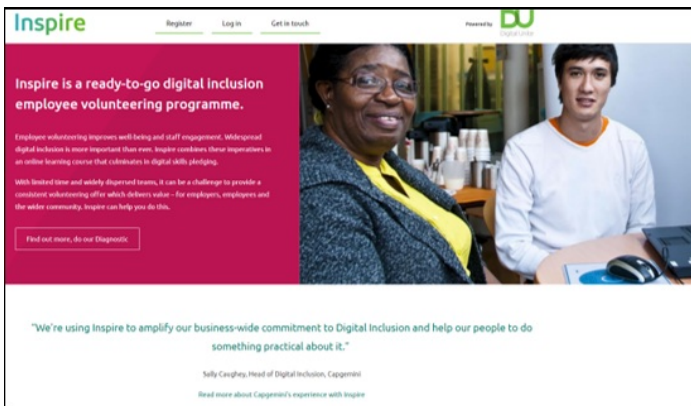 Inspire
Register Log in Get in touch
Powered by
DU
Digital Unite
Inspire is a ready-to-go digital inclusion
employee volunteering programme.
Employee volunteering improves well-being and staff engagement. Widespread
digital inclusion is more important than ever. Inspire combines these imperatives in
an online learning course that culminates in digital skills pledging.
With limited time and widely dispersed teams, it can be a challenge to provide a
consistent volunteering offer which delivers value – for employers, employees and
the wider community. Inspire can help you do this.
Find out more, do our Diagnostic
"We're using Inspire to amplify our business-wide commitment to Digital Inclusion and help our people to do
something practical about it."
Sally Caughey, Head of Digital Inclusion, Capgemini
Read more about Capgemini's experience with Inspire